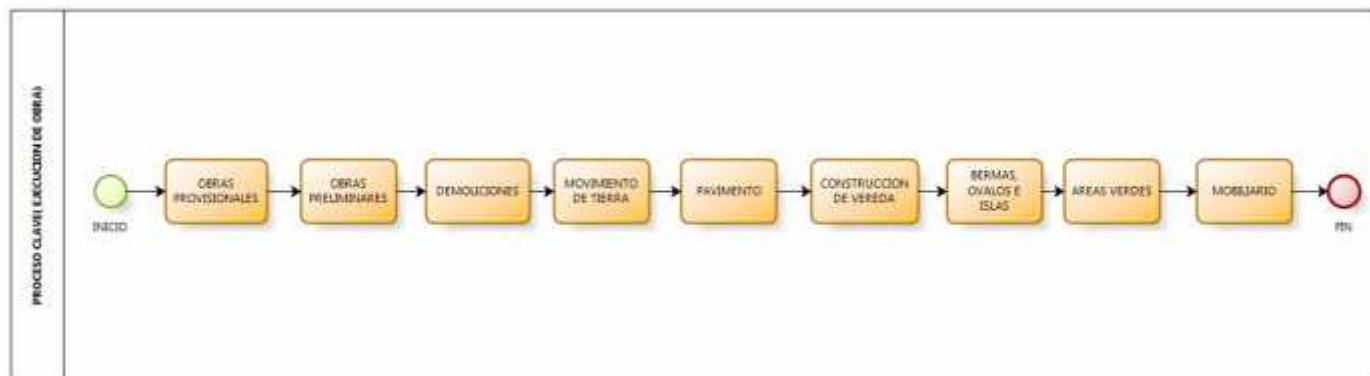 PROCESO CLAVE( EJECUCION DE OBRA)
INICIO
OBRAS
PROVISIONALES
OBRAS
PRELIMINARES
DEMOLICIONES
MOVIMIENTO
DE TIERRA
PAVIMENTO
CONSTRUCCION
DE VEREDA
BERMAS,
OVALOS E
ISLAS
AREAS VERDES
MOBILIARIO
FIN